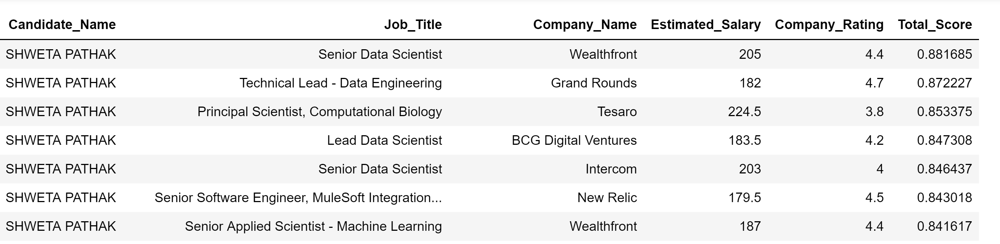 Candidate_Name Job_Title Company_Name Estimated_Salary Company_Rating Total_Score
SHWETA PATHAK Senior Data Scientist Wealthfront 205 4.4 0.881685
SHWETA PATHAK Technical Lead - Data Engineering Grand Rounds 182 4.7 0.872227
SHWETA PATHAK Principal Scientist, Computational Biology Tesaro 224.5 3.8 0.853375
SHWETA PATHAK Lead Data Scientist BCG Digital Ventures 183.5 4.2 0.847308
SHWETA PATHAK Senior Data Scientist Intercom 203 4 0.846437
SHWETA PATHAK Senior Software Engineer, MuleSoft Integration... New Relic 179.5 4.5 0.843018
SHWETA PATHAK Senior Applied Scientist - Machine Learning Wealthfront 187 4.4 0.841617